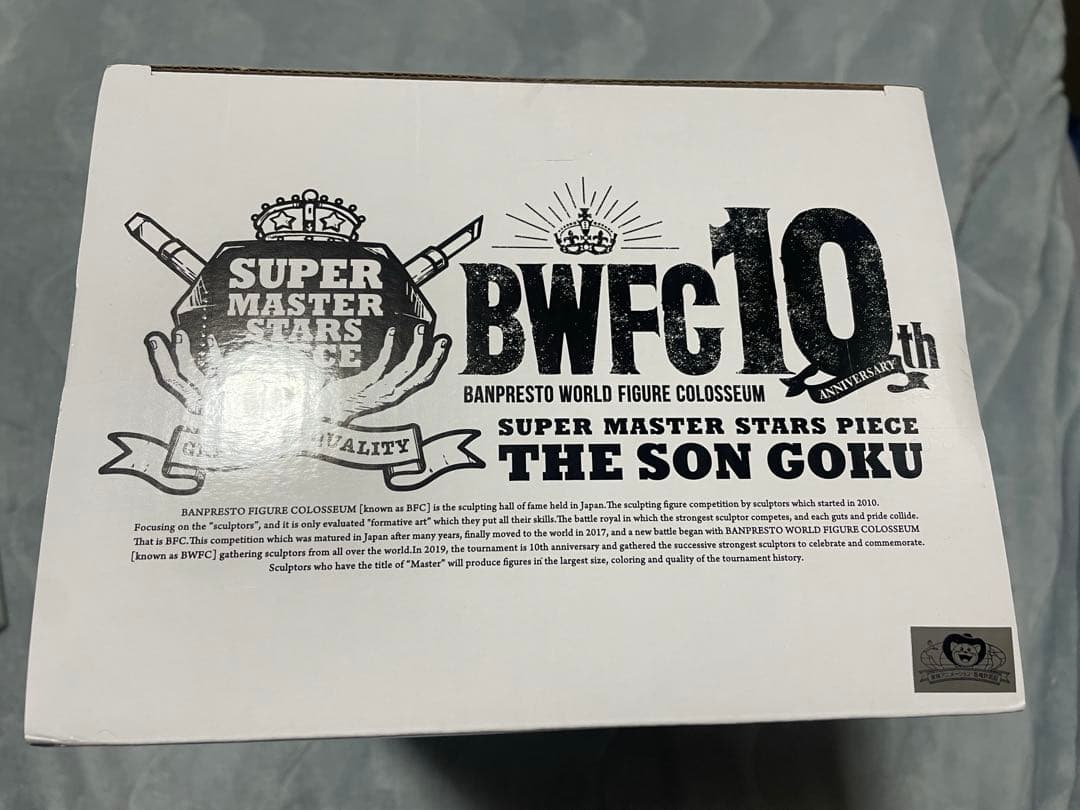 SUPER
MASTER
STARS
BWFC 10th
ANNIVERSARY
BANPRESTO WORLD FIGURE COLOSSEUM
SUPER MASTER STARS PIECE
THE SON GOKU
BANPRESTO FIGURE COLOSSEUM [known as BFC] is the sculpting hall of fame held in Japan.The sculpting figure competition by sculptors which started in 2010.
Focusing on the "sculptors", and it is only evaluated "formative art" which they put all their skills.The battle royal in which the strongest sculptor competes, and each guts and pride collide.
That is BFC.This competition which was matured in Japan after many years, finally moved to the world in 2017, and a new battle began with BANPRESTO WORLD FIGURE COLOSSEUM
[known as BWFC] gathering sculptors from all over the world.In 2019, the tournament is 10th anniversary and gathered the successive strongest sculptors to celebrate and commemorate.
Sculptors who have the title of "Master" will produce figures in the largest size, coloring and quality of the tournament history.